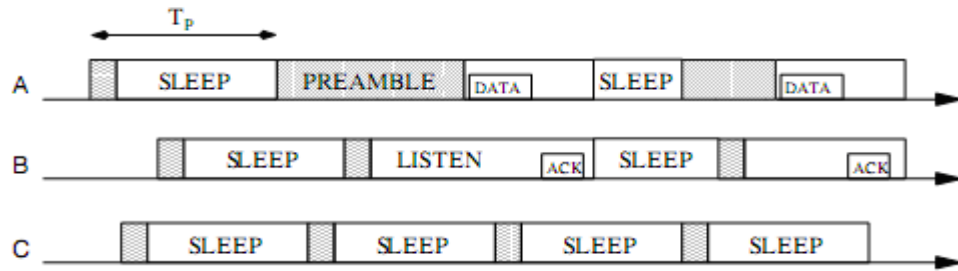 T_P
A SLEEP PREAMBLE DATA SLEEP DATA
B SLEEP LISTEN ACK SLEEP ACK
C SLEEP SLEEP SLEEP SLEEP